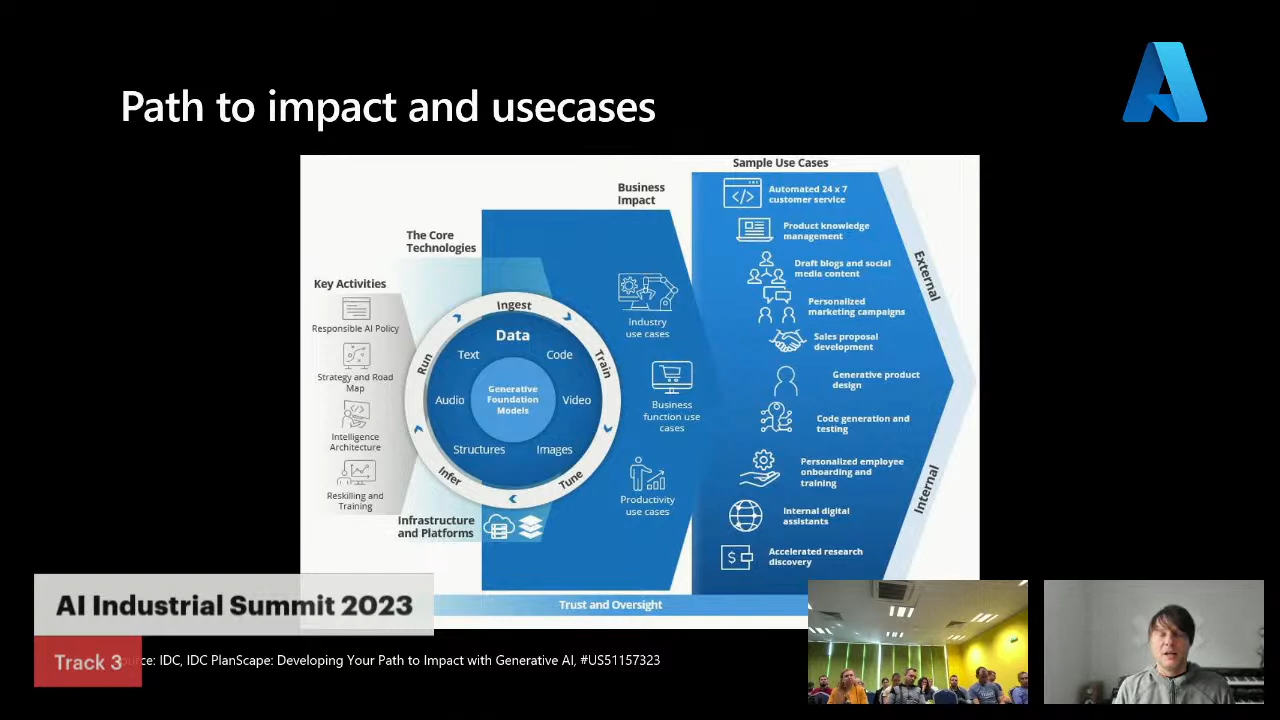 Path to impact and usecases
Key Activities
Responsible AI Policy
Strategy and Road
Map
Intelligence
Architecture
Reskilling and
Training
The Core
Technologies
Ingest
Train
Tune
Infer
Run
Data
Text
Code
Audio
Video
Structures
Images
Generative
Foundation
Models
Infrastructure
and Platforms
Business
Impact
Industry
use cases
Business
function use
cases
Productivity
use cases
Sample Use Cases
Automated 24 x 7
customer service
Product knowledge
management
Draft blogs and social
media content
Personalized
marketing campaigns
Sales proposal
development
Generative product
design
Code generation and
testing
Personalized employee
onboarding and
training
Internal digital
assistants
Accelerated research
discovery
External
Internal
Trust and Oversight
AI Industrial Summit 2023
Track 3
IDC, IDC PlanScape: Developing Your Path to Impact with Generative AI, #US51157323